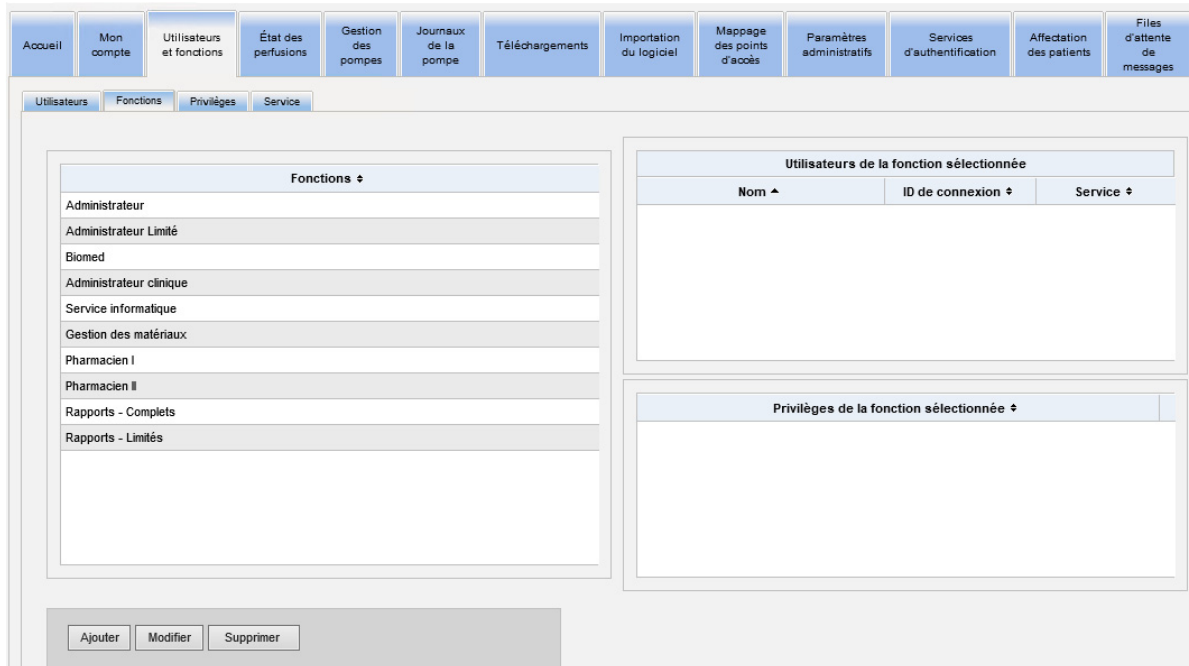 Accueil
Mon compte
Utilisateurs et fonctions
État des perfusions
Gestion des pompes
Journaux de la pompe
Téléchargements
Importation du logiciel
Mappage des points d'accès
Paramètres administratifs
Services d'authentification
Affectation des patients
Files d'attente de messages
Utilisateurs Fonctions Privilèges Service
Fonctions
Administrateur
Administrateur Limité
Biomed
Administrateur clinique
Service informatique
Gestion des matériaux
Pharmacien I
Pharmacien II
Rapports - Complets
Rapports - Limités
Utilisateurs de la fonction sélectionnée
Nom ID de connexion Service
Privilèges de la fonction sélectionnée
Ajouter Modifier Supprimer